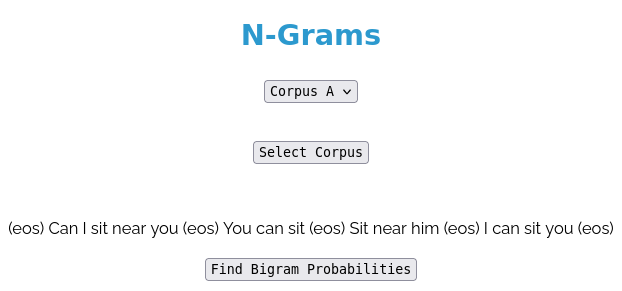 N-Grams
Corpus A
Select Corpus
(eos) Can I sit near you (eos) You can sit (eos) Sit near him (eos) I can sit you (eos)
Find Bigram Probabilities